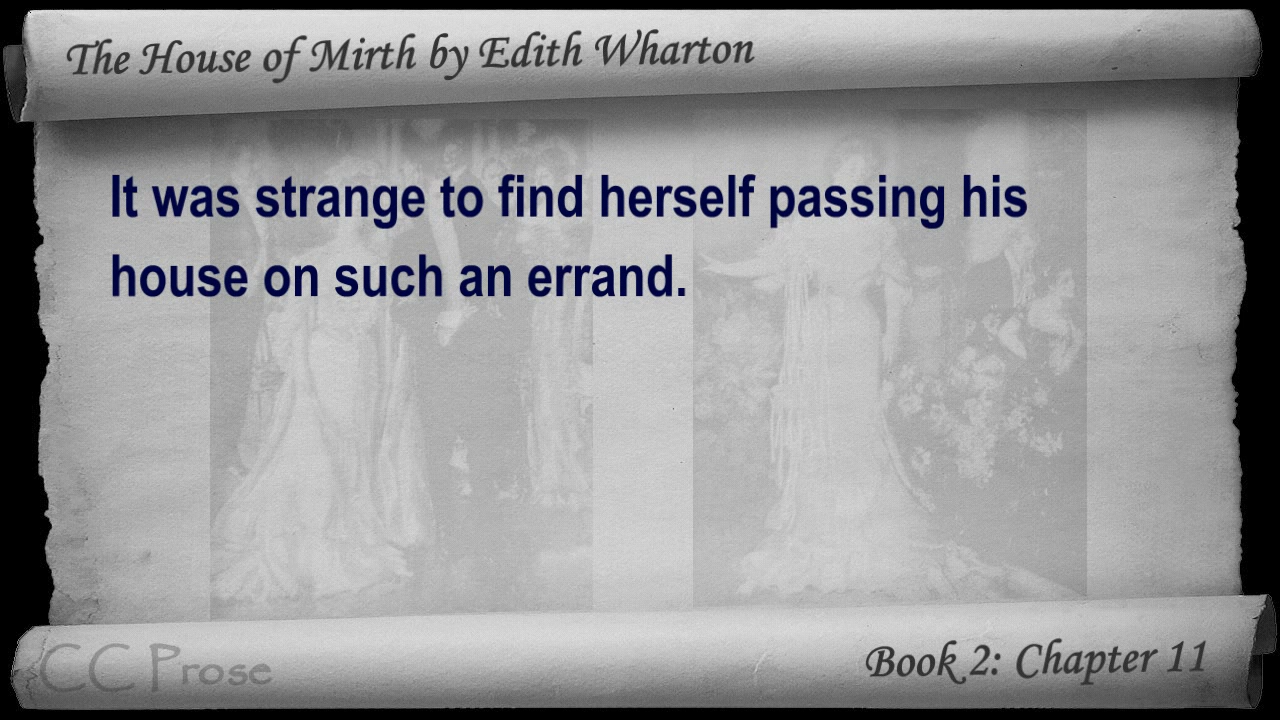 The House of Mirth by Edith Wharton
It was strange to find herself passing his
house on such an errand.
CC Prose
Book 2: Chapter 11